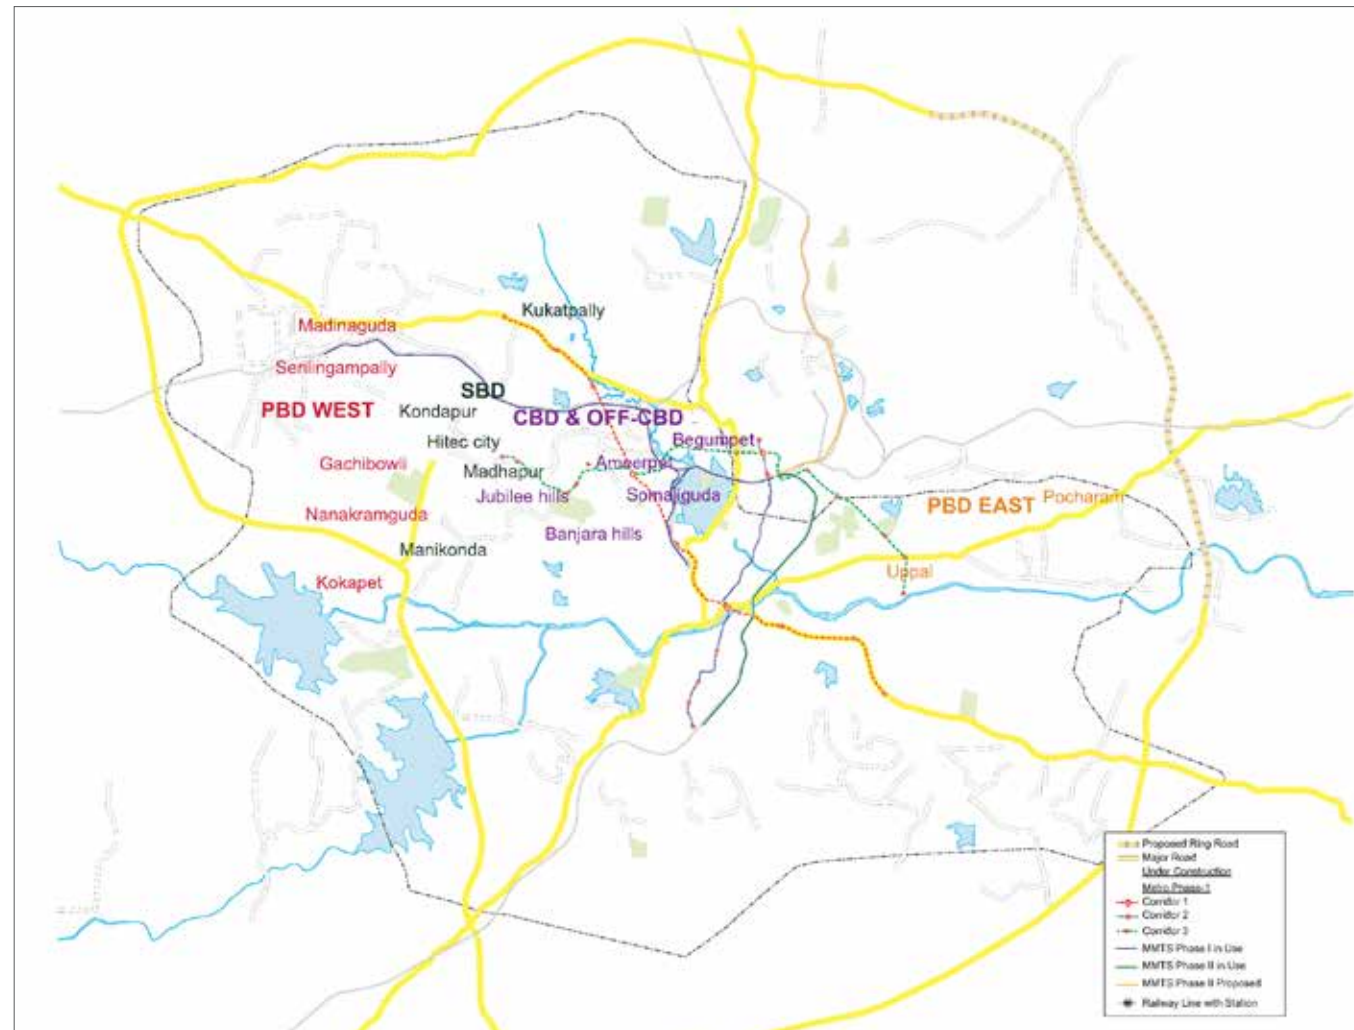 Kukatpally
Madinaguda
Serilingampally
SBD
PBD WEST
Kondapur
CBD & OFF-CBD
Hitec city
Begumpet
Gachibowli
Madhapur
Ameerpet
Jubilee hills
Somajiguda
PBD EAST
Pocharam
Nanakramguda
Banjara hills
Manikonda
Uppal
Kokapet
Proposed Ring Road
Major Road
Under Construction
Metro Phase-1
Corridor 1
Corridor 2
Corridor 3
MMTS Phase I in Use
MMTS Phase II in Use
MMTS Phase II Proposed
Railway Line with Station